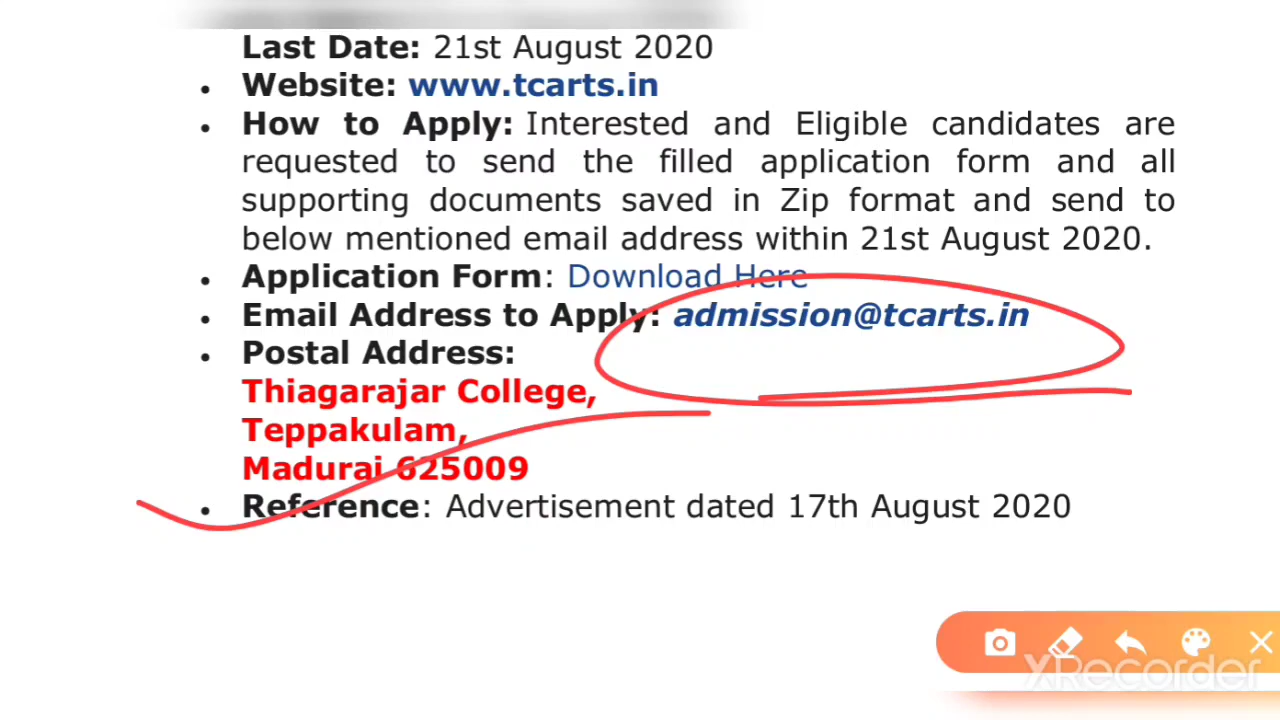 Last Date: 21st August 2020
• Website: www.tcarts.in
• How to Apply: Interested and Eligible candidates are
requested to send the filled application form and all
supporting documents saved in Zip format and send to
below mentioned email address within 21st August 2020.
• Application Form: Download Here
• Email Address to Apply: admission@tcarts.in
• Postal Address:
Thiagarajar College,
Teppakulam,
Madurai 625009
• Reference: Advertisement dated 17th August 2020
XRecorder